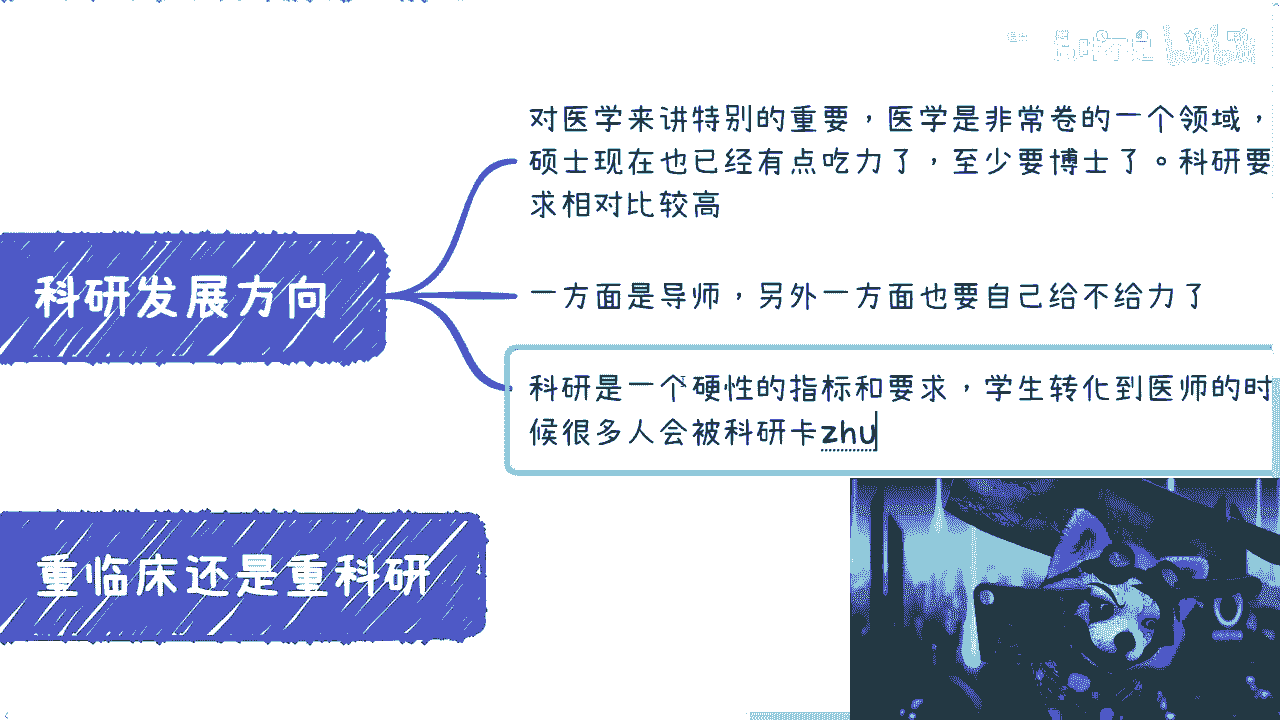 对医学来讲特别的重要，医学是非常卷的一个领域，
硕士现在也已经有点吃力了，至少要博士了。科研要
求相对比较高
科研发展方向
一方面是导师，另外一方面也要自己给不给力了
科研是一个硬性的指标和要求，学生转化到医师的时
候很多人会被科研卡zhu
重临床还是重科研